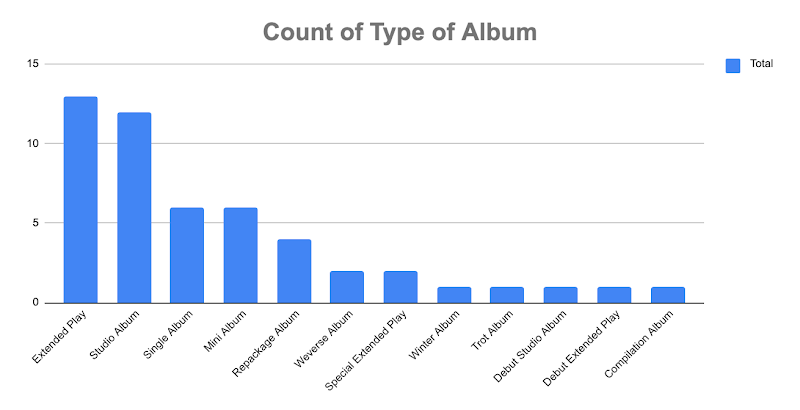 Count of Type of Album
Total
15
10
5
0
Extended Play
Studio Album
Single Album
Mini Album
Repackage Album
Weverse Album
Special Extended Play
Winter Album
Trot Album
Debut Studio Album
Debut Extended Play
Compilation Album